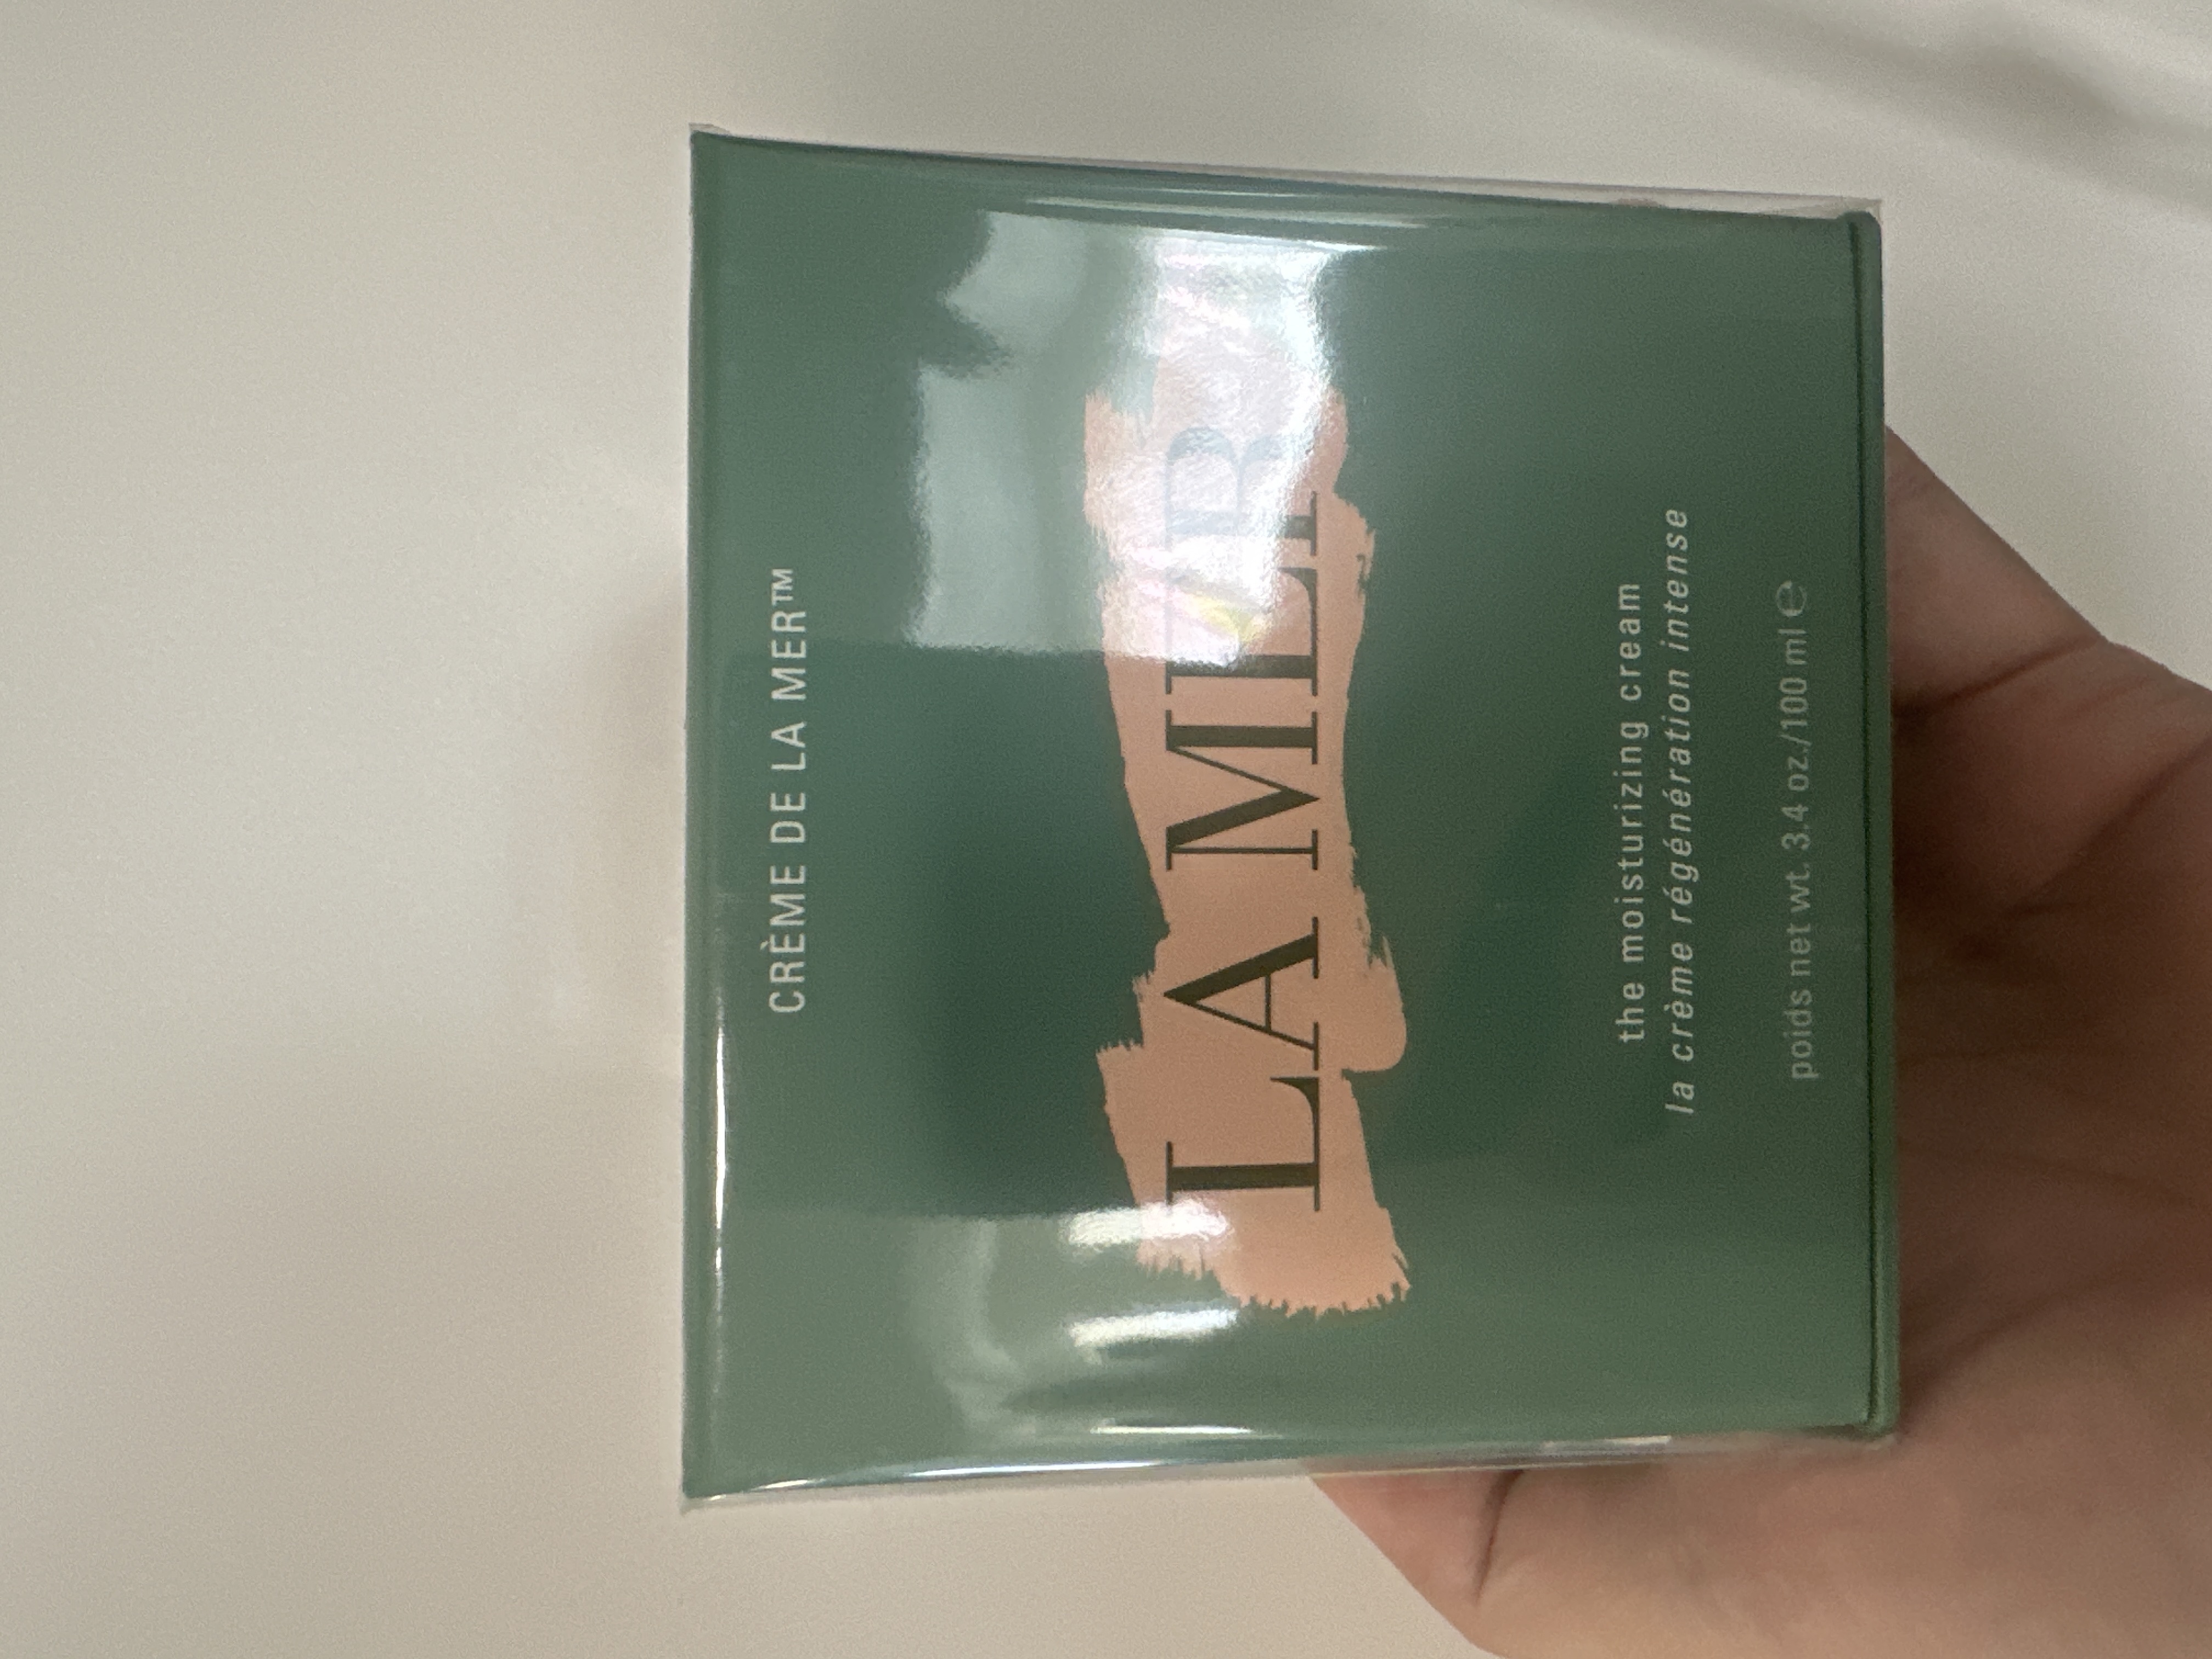 CRÈME DE LA MER™
LA MER
the moisturizing cream
la crème régénération intense
poids net wt. 3.4 oz./100 ml ℮